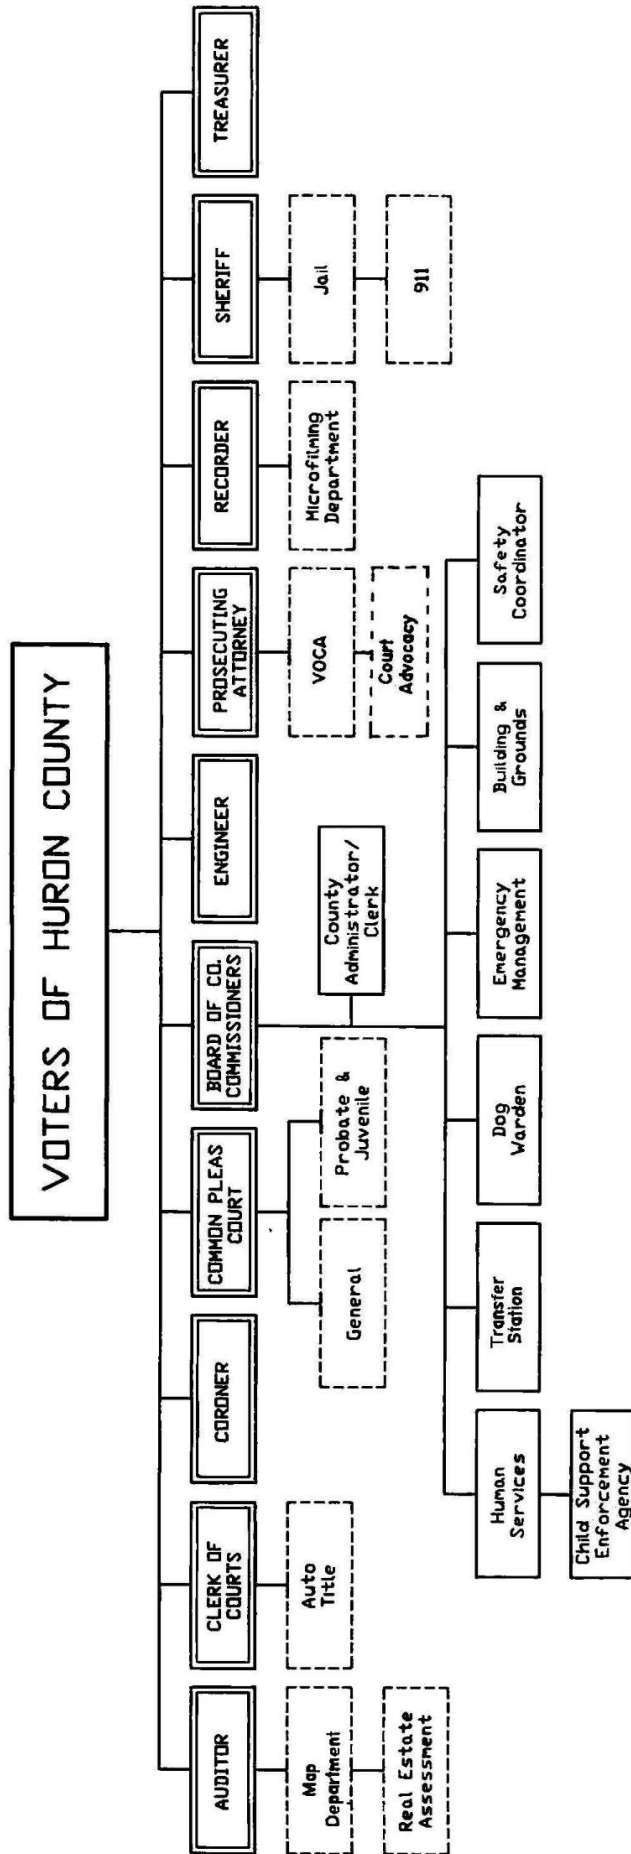 VOTERS OF HURON COUNTY
AUDITOR
CLERK OF
COURTS
CORONER
COMMON PLEAS
COURT
BOARD OF CO.
COMMISSIONERS
ENGINEER
PROSECUTING
ATTORNEY
RECORDER
SHERIFF
TREASURER
Map
Department
Auto
Title
General
Probate &
Juvenile
County
Administrator/
Clerk
VOCA
Microfilming
Department
Jail
Real Estate
Assessment
Court
Advocacy
911
Human
Services
Transfer
Station
Dog
Warden
Emergency
Management
Building &
Grounds
Safety
Coordinator
Child Support
Enforcement
Agency